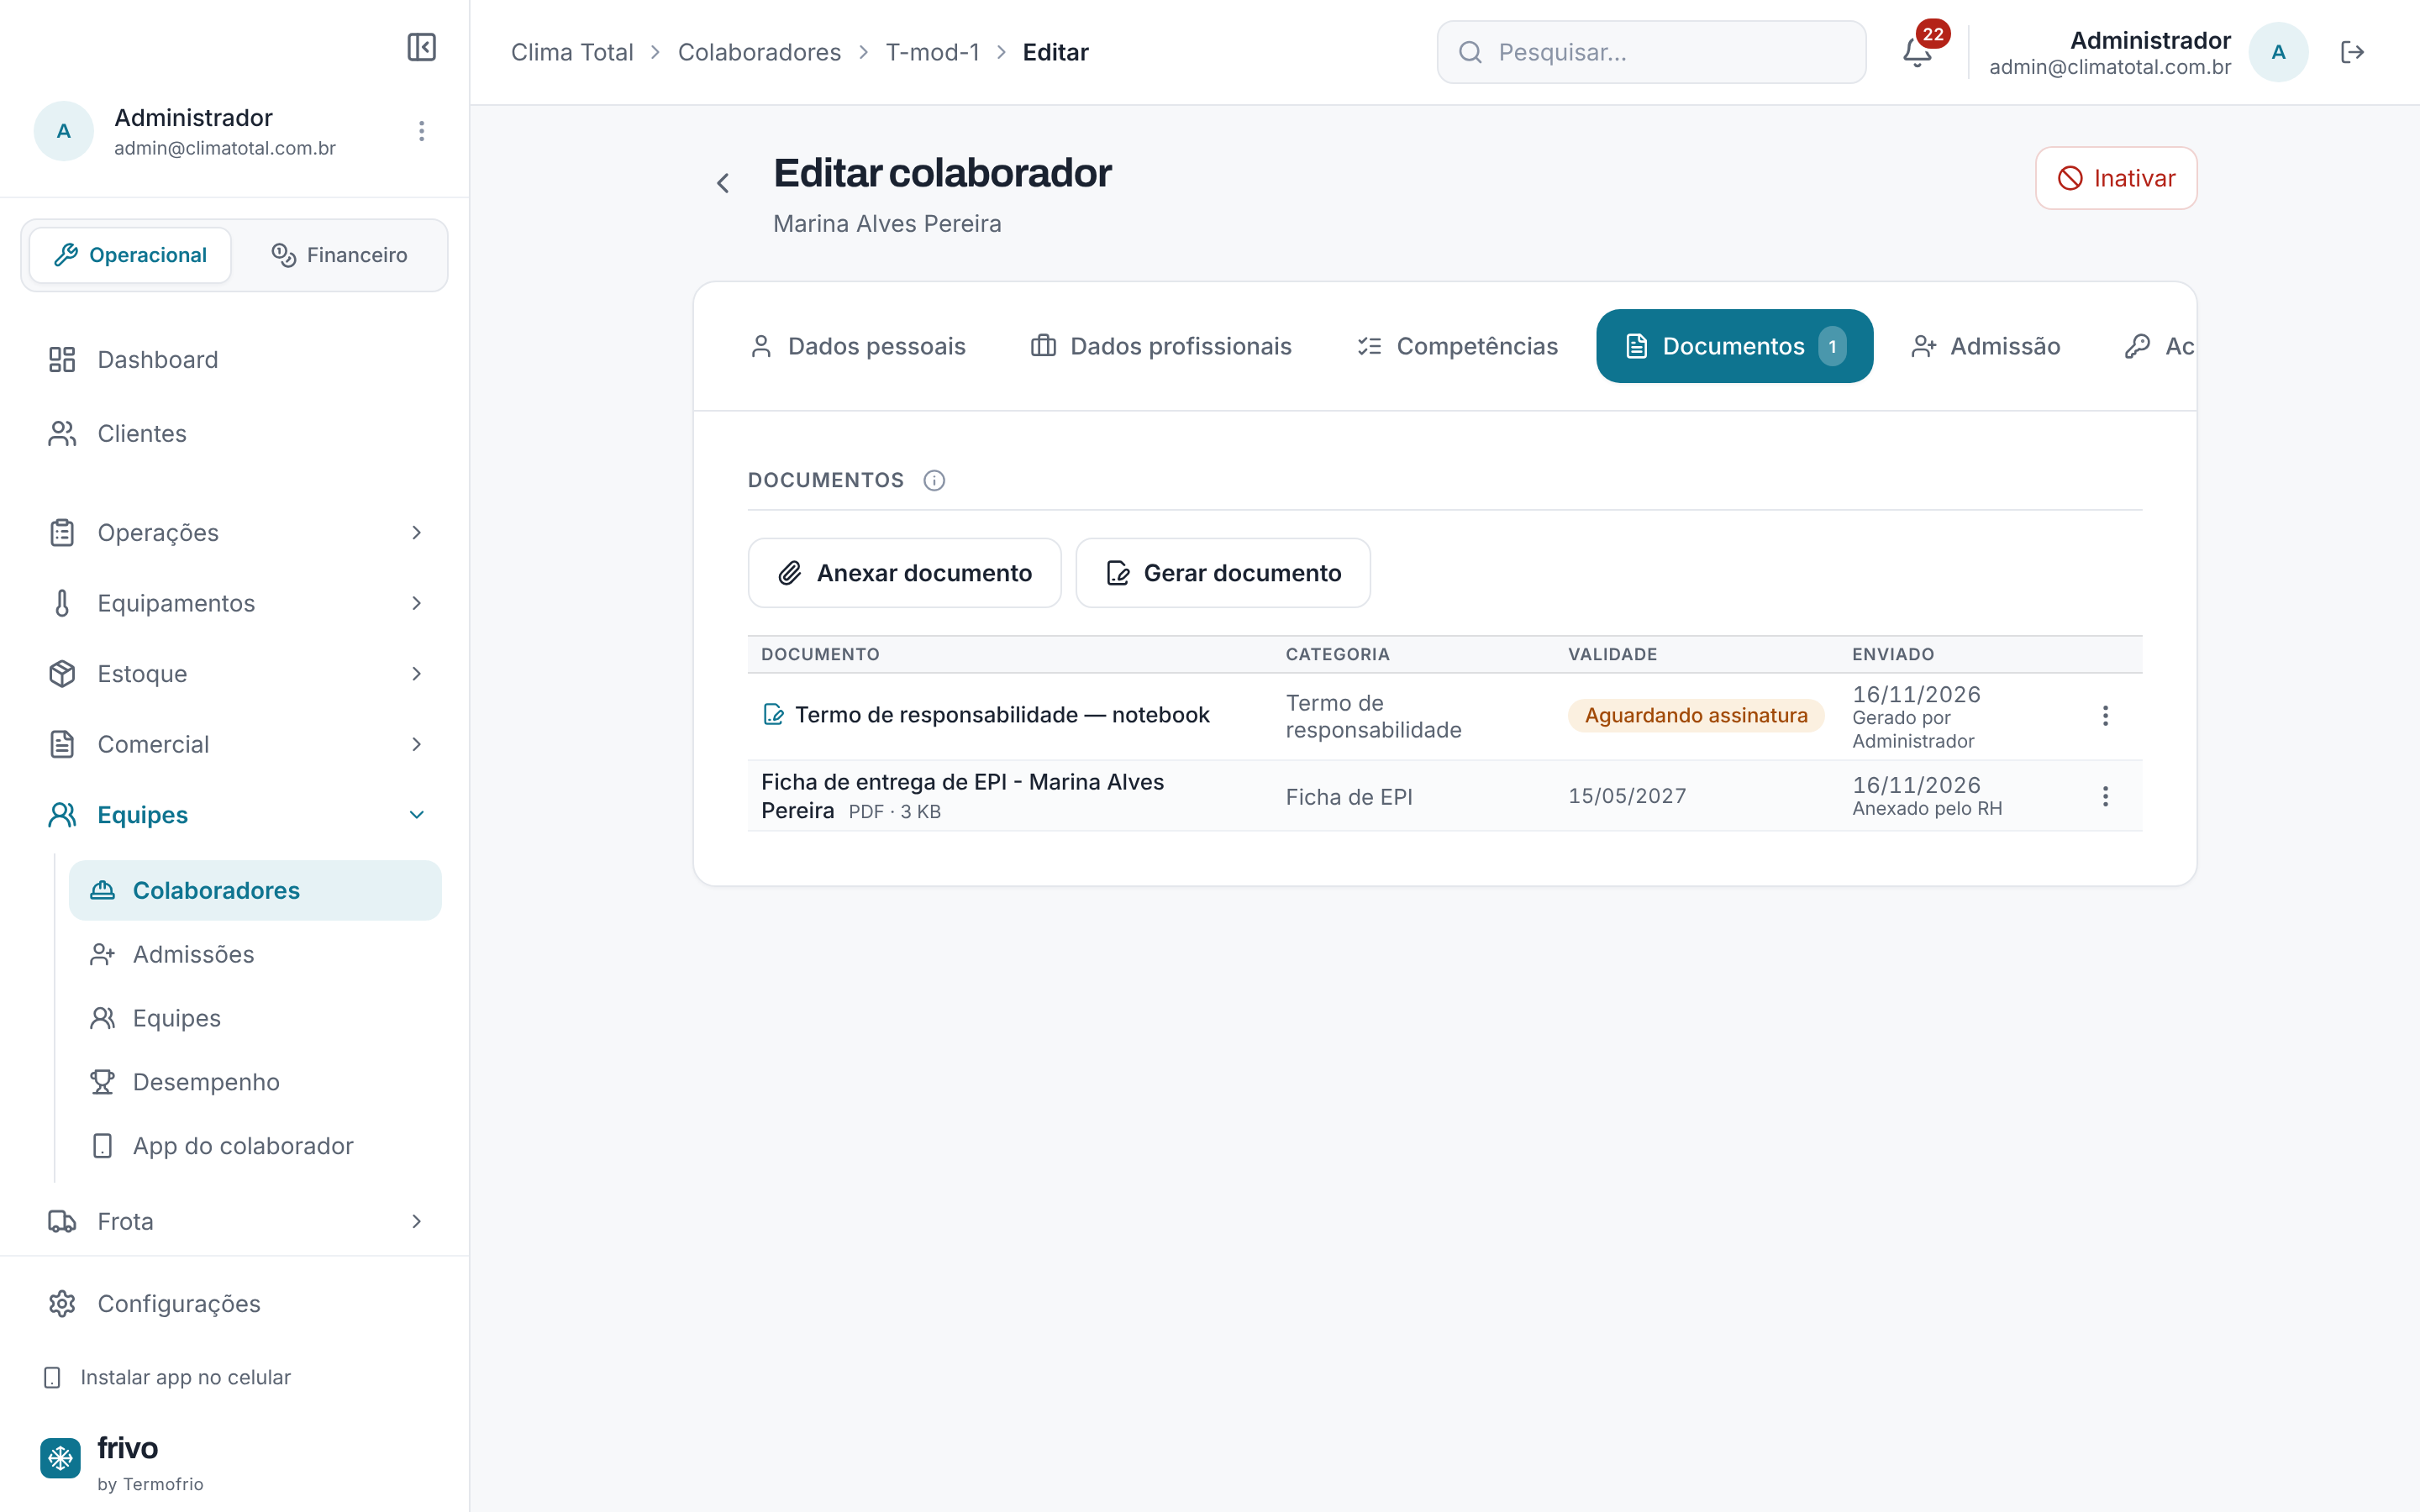 Clima Total > Colaboradores > T-mod-1 > Editar
Pesquisar...
22
Administrador
admin@climatotal.com.br
A
A
Administrador
admin@climatotal.com.br
Operacional
Financeiro
Dashboard
Clientes
Operações
Equipamentos
Estoque
Comercial
Equipes
Colaboradores
Admissões
Equipes
Desempenho
App do colaborador
Frota
Configurações
Instalar app no celular
frivo
by Termofrio
Editar colaborador
Marina Alves Pereira
Inativar
Dados pessoais
Dados profissionais
Competências
Documentos 1
Admissão
Ac
DOCUMENTOS
Anexar documento
Gerar documento
DOCUMENTO CATEGORIA VALIDADE ENVIADO
Termo de responsabilidade — notebook
Termo de
responsabilidade
Aguardando assinatura
16/11/2026
Gerado por
Administrador
Ficha de entrega de EPI - Marina Alves
Pereira PDF · 3 KB
Ficha de EPI
15/05/2027
16/11/2026
Anexado pelo RH